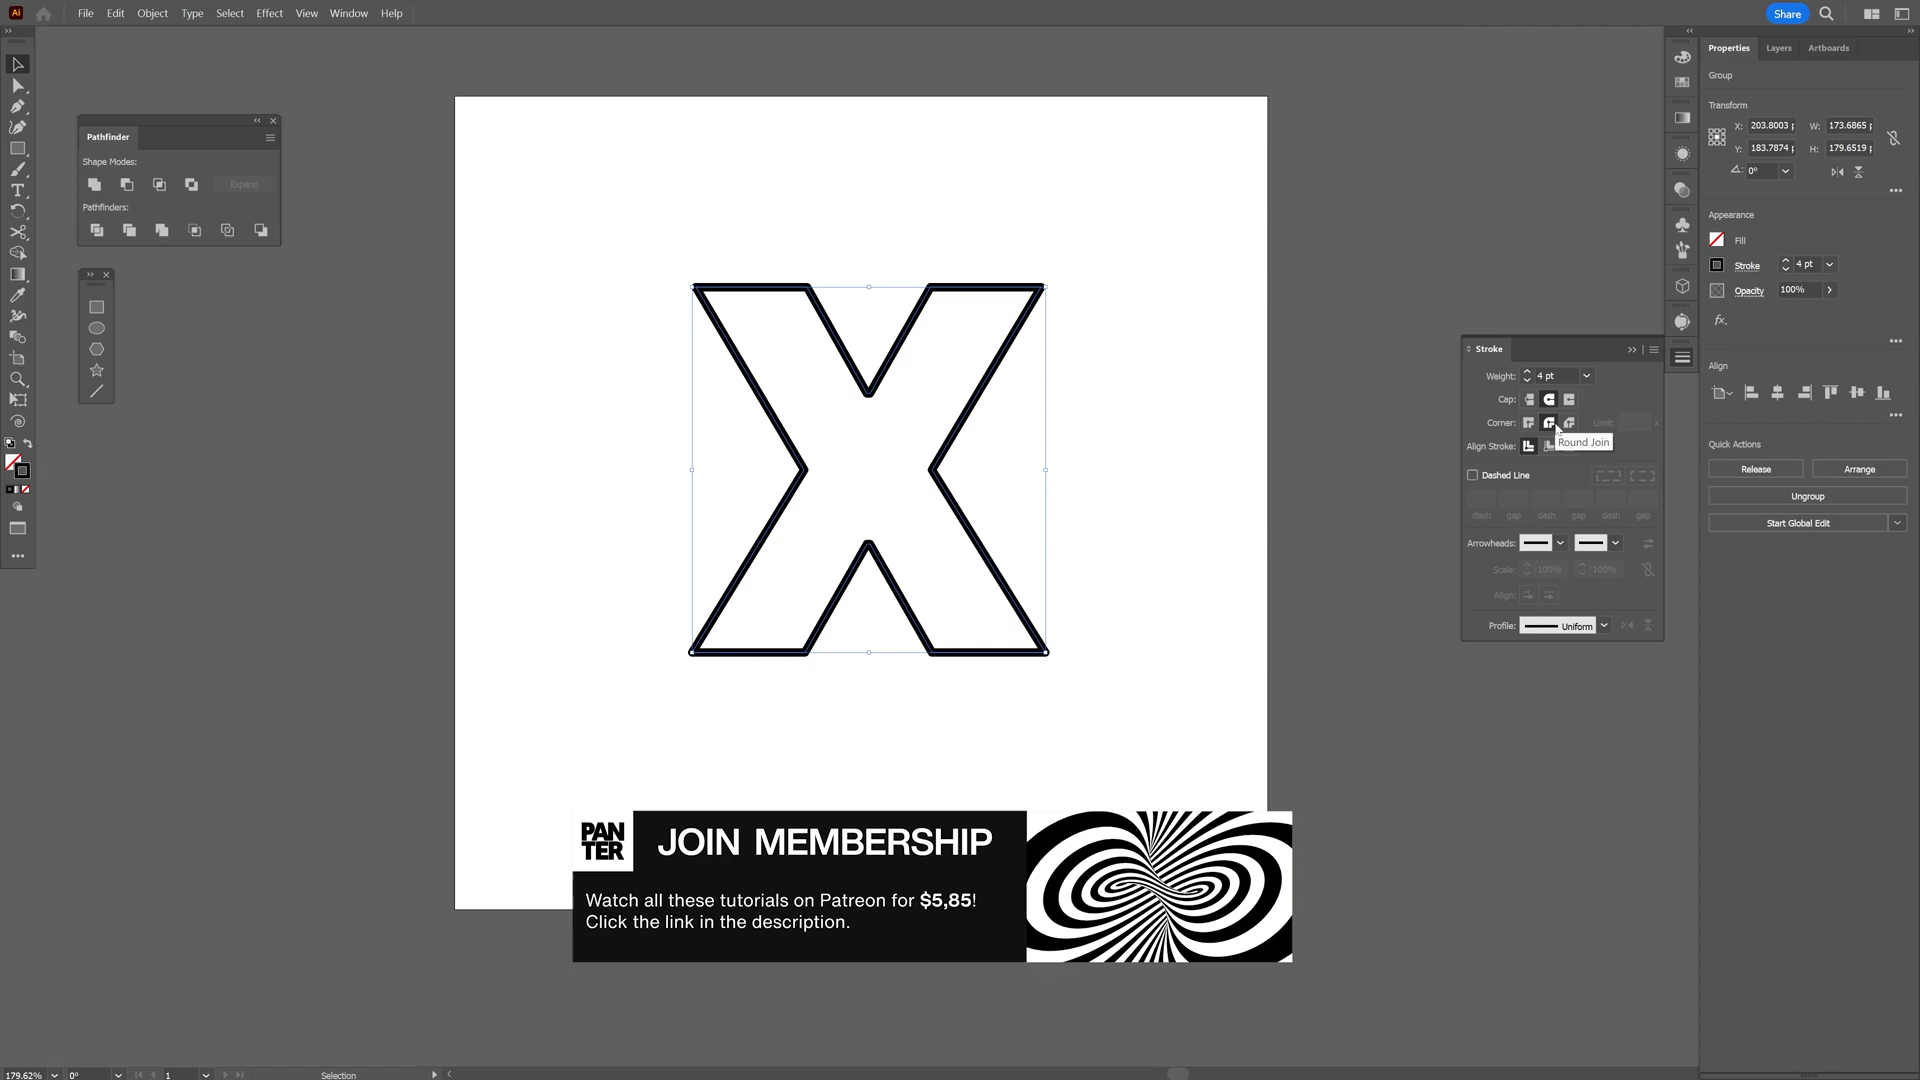 Ai File Edit Object Type Select Effect View Window Help Share
Properties Layers Artboards
Group
Transform
X: 203.8003 p W: 173.6865 p
Y: 183.7874 p H: 179.6519 p
0°
Appearance
Fill
Stroke 4 pt
Opacity 100%
fx.
Align
Quick Actions
Release Arrange
Ungroup
Start Global Edit
Pathfinder
Shape Modes:
Expand
Pathfinders:
X
Stroke
Weight: 4 pt
Cap:
Corner: Limit: x
Round Join
Align Stroke:
Dashed Line
dash gap dash gap dash gap
Arrowheads:
Scale: 100% 100%
Align:
Profile: Uniform
PAN
TER
JOIN MEMBERSHIP
Watch all these tutorials on Patreon for $5,85!
Click the link in the description.
179.62% 0° 1 Selection